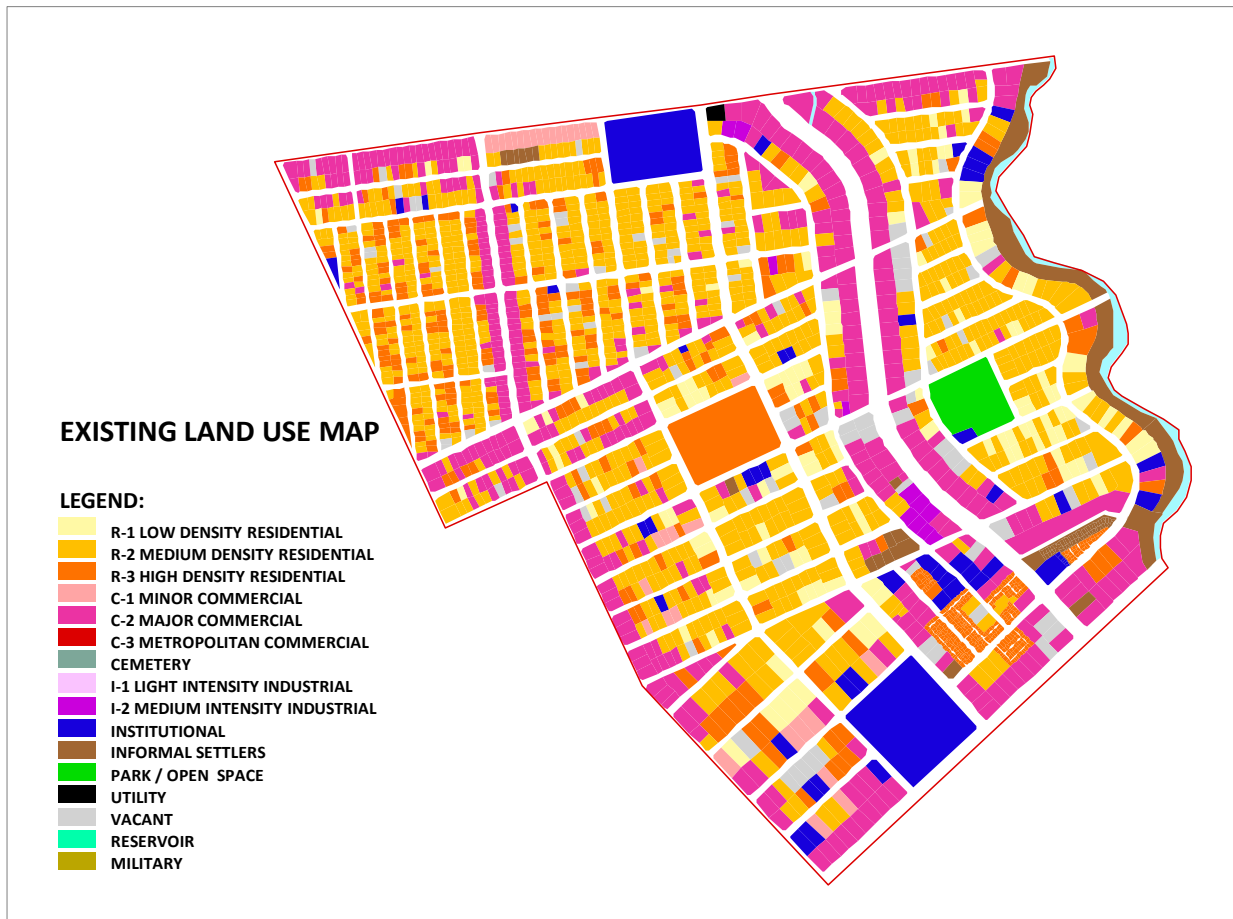 EXISTING LAND USE MAP
LEGEND:
R-1 LOW DENSITY RESIDENTIAL
R-2 MEDIUM DENSITY RESIDENTIAL
R-3 HIGH DENSITY RESIDENTIAL
C-1 MINOR COMMERCIAL
C-2 MAJOR COMMERCIAL
C-3 METROPOLITAN COMMERCIAL
CEMETERY
I-1 LIGHT INTENSITY INDUSTRIAL
I-2 MEDIUM INTENSITY INDUSTRIAL
INSTITUTIONAL
INFORMAL SETTLERS
PARK / OPEN SPACE
UTILITY
VACANT
RESERVOIR
MILITARY